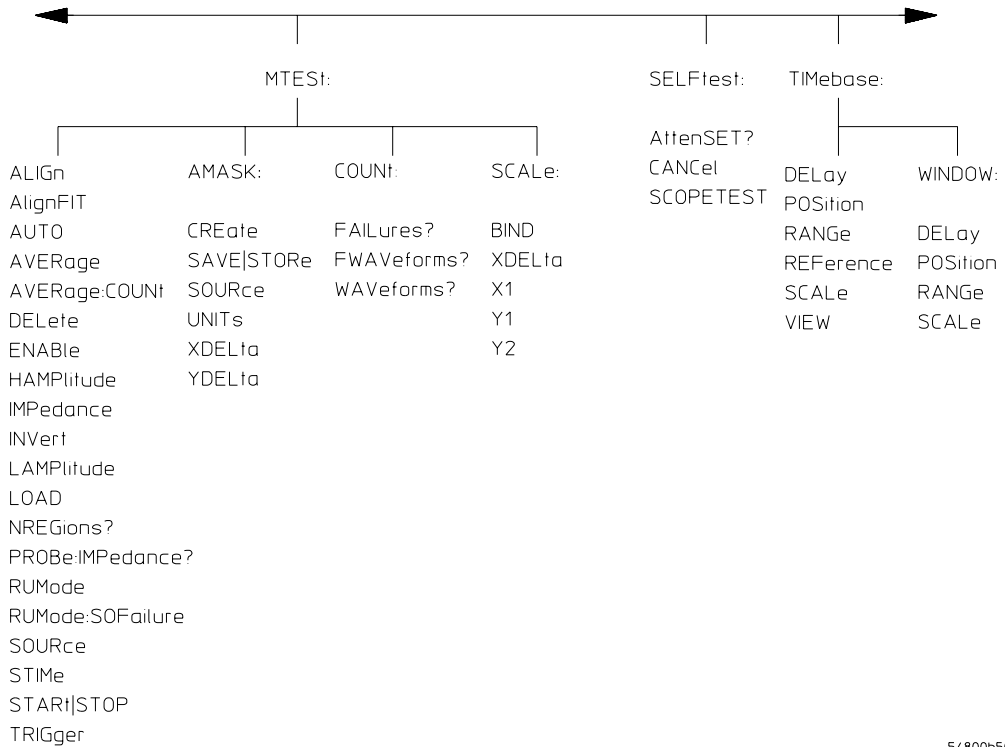 MTESt:
SELFtest:
TIMebase:
ALIGn
AlignFIT
AUTO
AVERage
AVERage:COUNt
DELete
ENABle
HAMPlitude
IMPedance
INVert
LAMPlitude
LOAD
NREGions?
PROBe:IMPedance?
RUMode
RUMode:SOFailure
SOURce
STIMe
STARt|STOP
TRIGger
AMASK:
CREate
SAVE|STORe
SOURce
UNITs
XDELta
YDELta
COUNt:
FAILures?
FWAVeforms?
WAVeforms?
SCALe:
BIND
XDELta
X1
Y1
Y2
AttenSET?
CANCel
SCOPETEST
DELay
POSition
RANGe
REFerence
SCALe
VIEW
WINDOW:
DELay
POSition
RANGe
SCALe